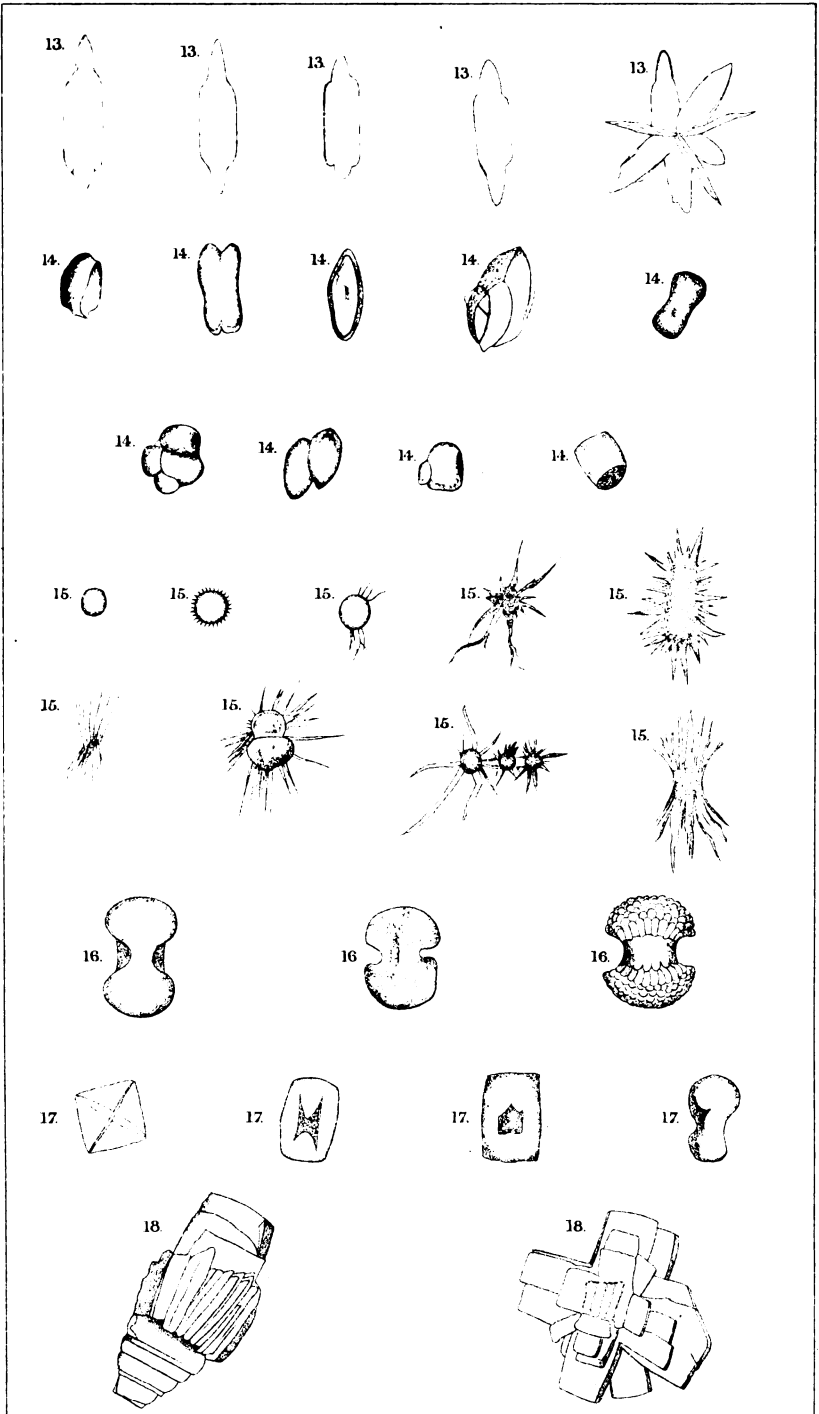 13. 13. 13. 13. 13.
14. 14. 14. 14. 14.
14. 14. 14. 14.
15. 15. 15. 15. 15.
15. 15. 15. 15.
16. 16 16.
17. 17. 17. 17.
18. 18.